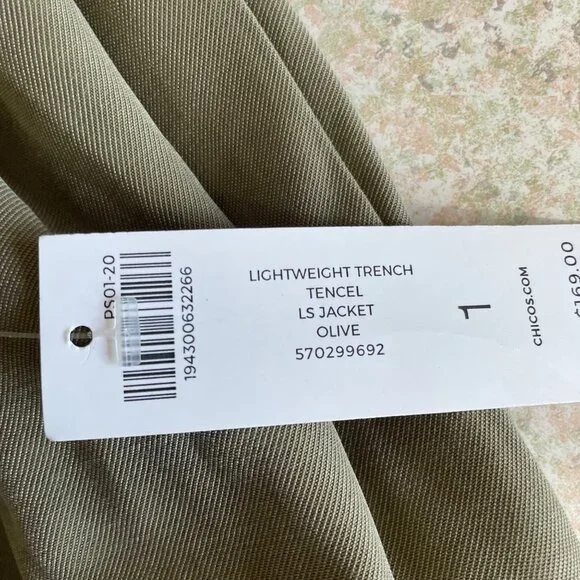 PS01-20
194300632266
LIGHTWEIGHT TRENCH
TENCEL
LS JACKET
OLIVE
570299692
1
CHICOS.COM
$169.00